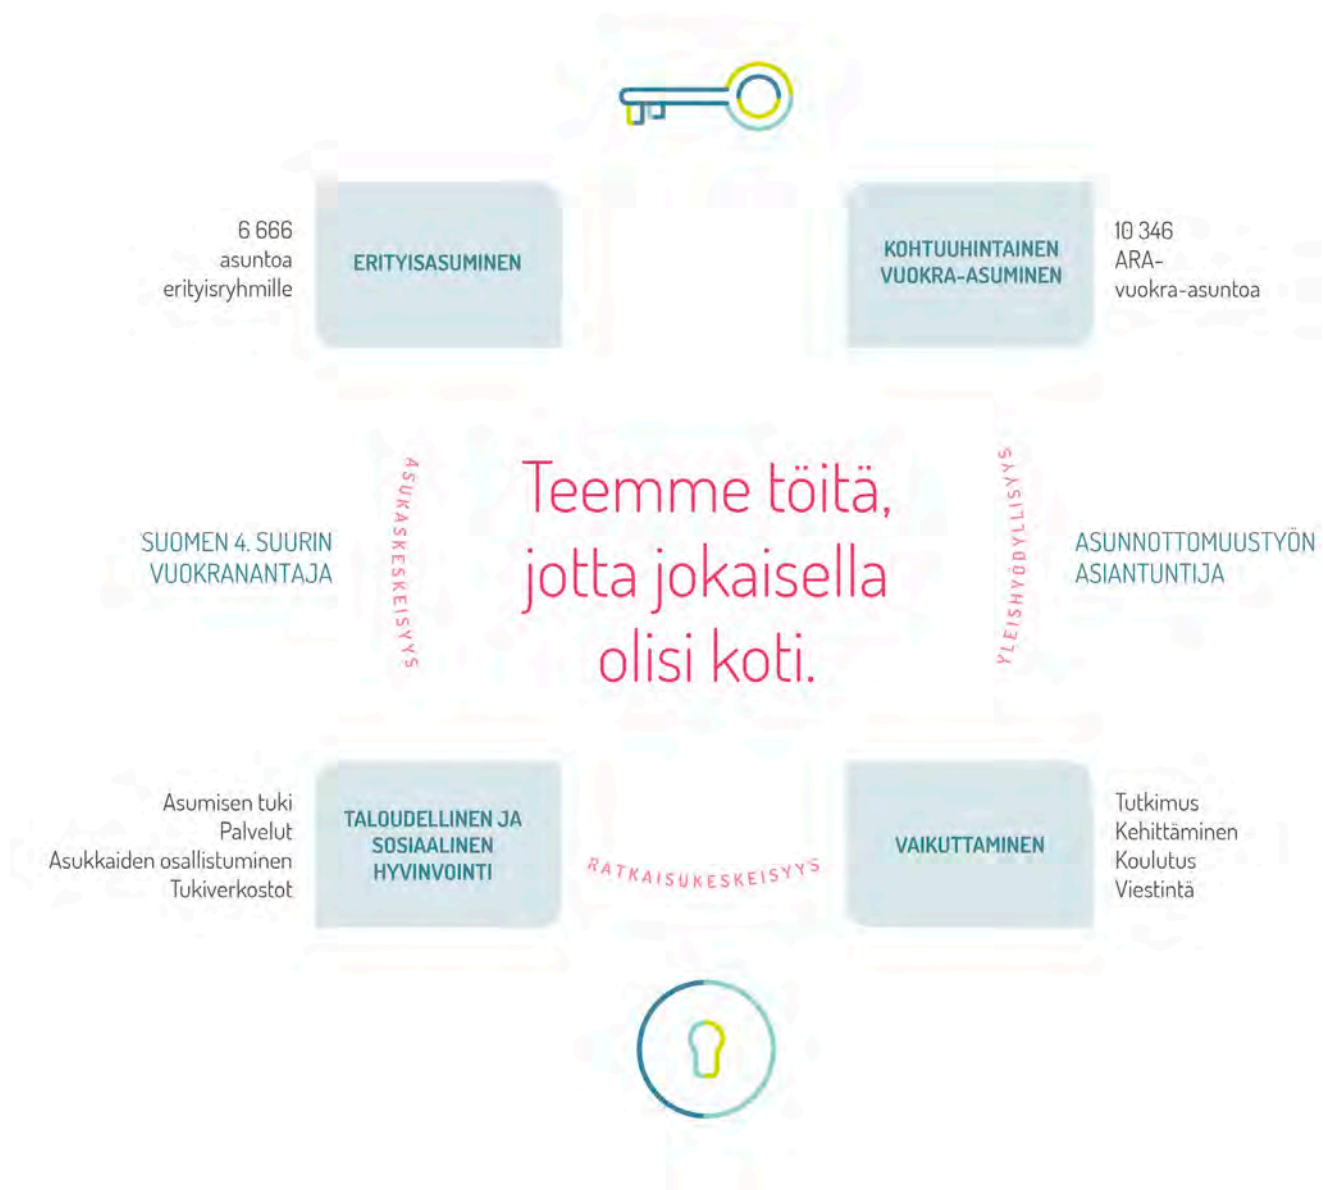 6 666
asuntoa
erityisryhmille
ERITYISASUMINEN
KOHTUUHINTAINEN
VUOKRA-ASUMINEN
10 346
ARA-
vuokra-asuntoa
SUOMEN 4. SUURIN
VUOKRANANTAJA
ASUKASKESKEISYYS
Teemme töitä,
jotta jokaisella
olisi koti.
YLEISHYÖDYLLISYYS
ASUNNOTTOMUUSTYÖN
ASIANTUNTIJA
Asumisen tuki
Palvelut
Asukkaiden osallistuminen
Tukiverkostot
TALOUDELLINEN JA
SOSIAALINEN
HYVINVOINTI
RATKAISUKESKEISYYS
VAIKUTTAMINEN
Tutkimus
Kehittäminen
Koulutus
Viestintä